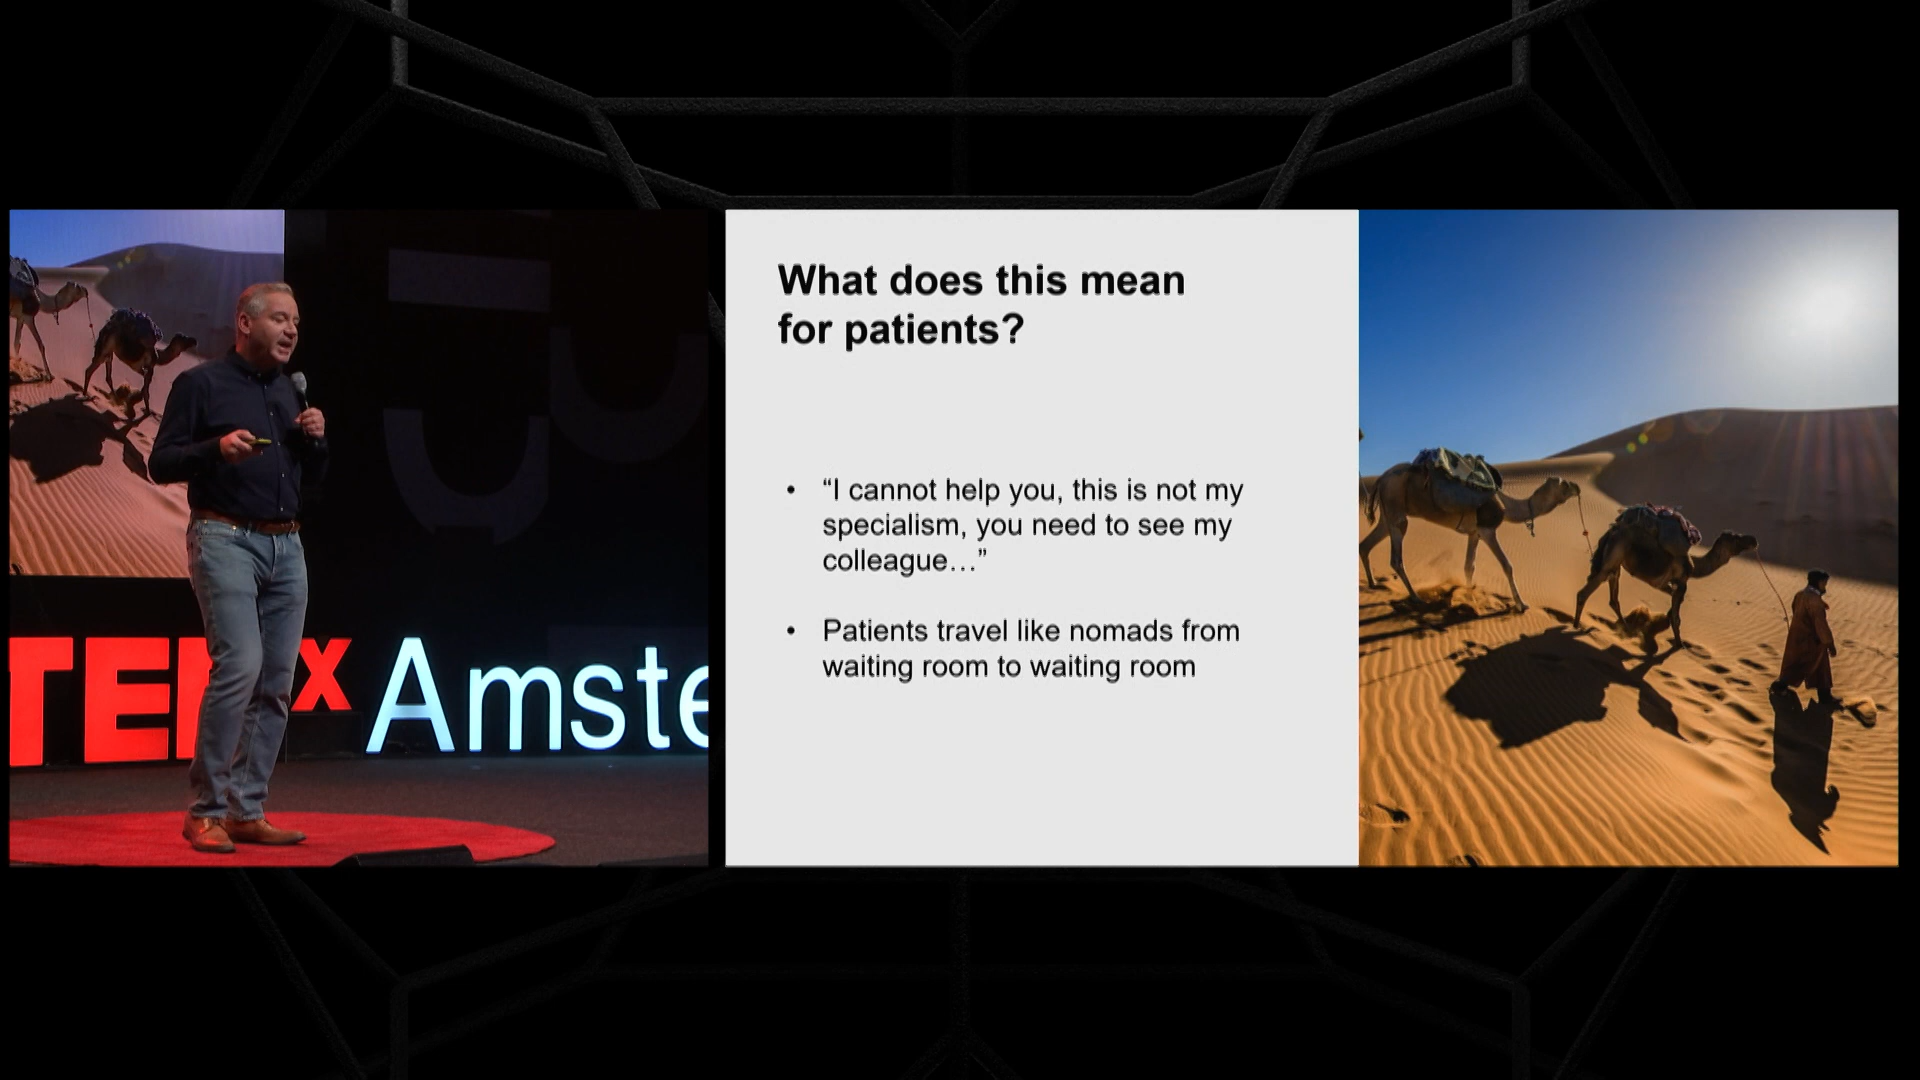 TEDx Amste
What does this mean
for patients?
• “I cannot help you, this is not my
specialism, you need to see my
colleague…”
• Patients travel like nomads from
waiting room to waiting room